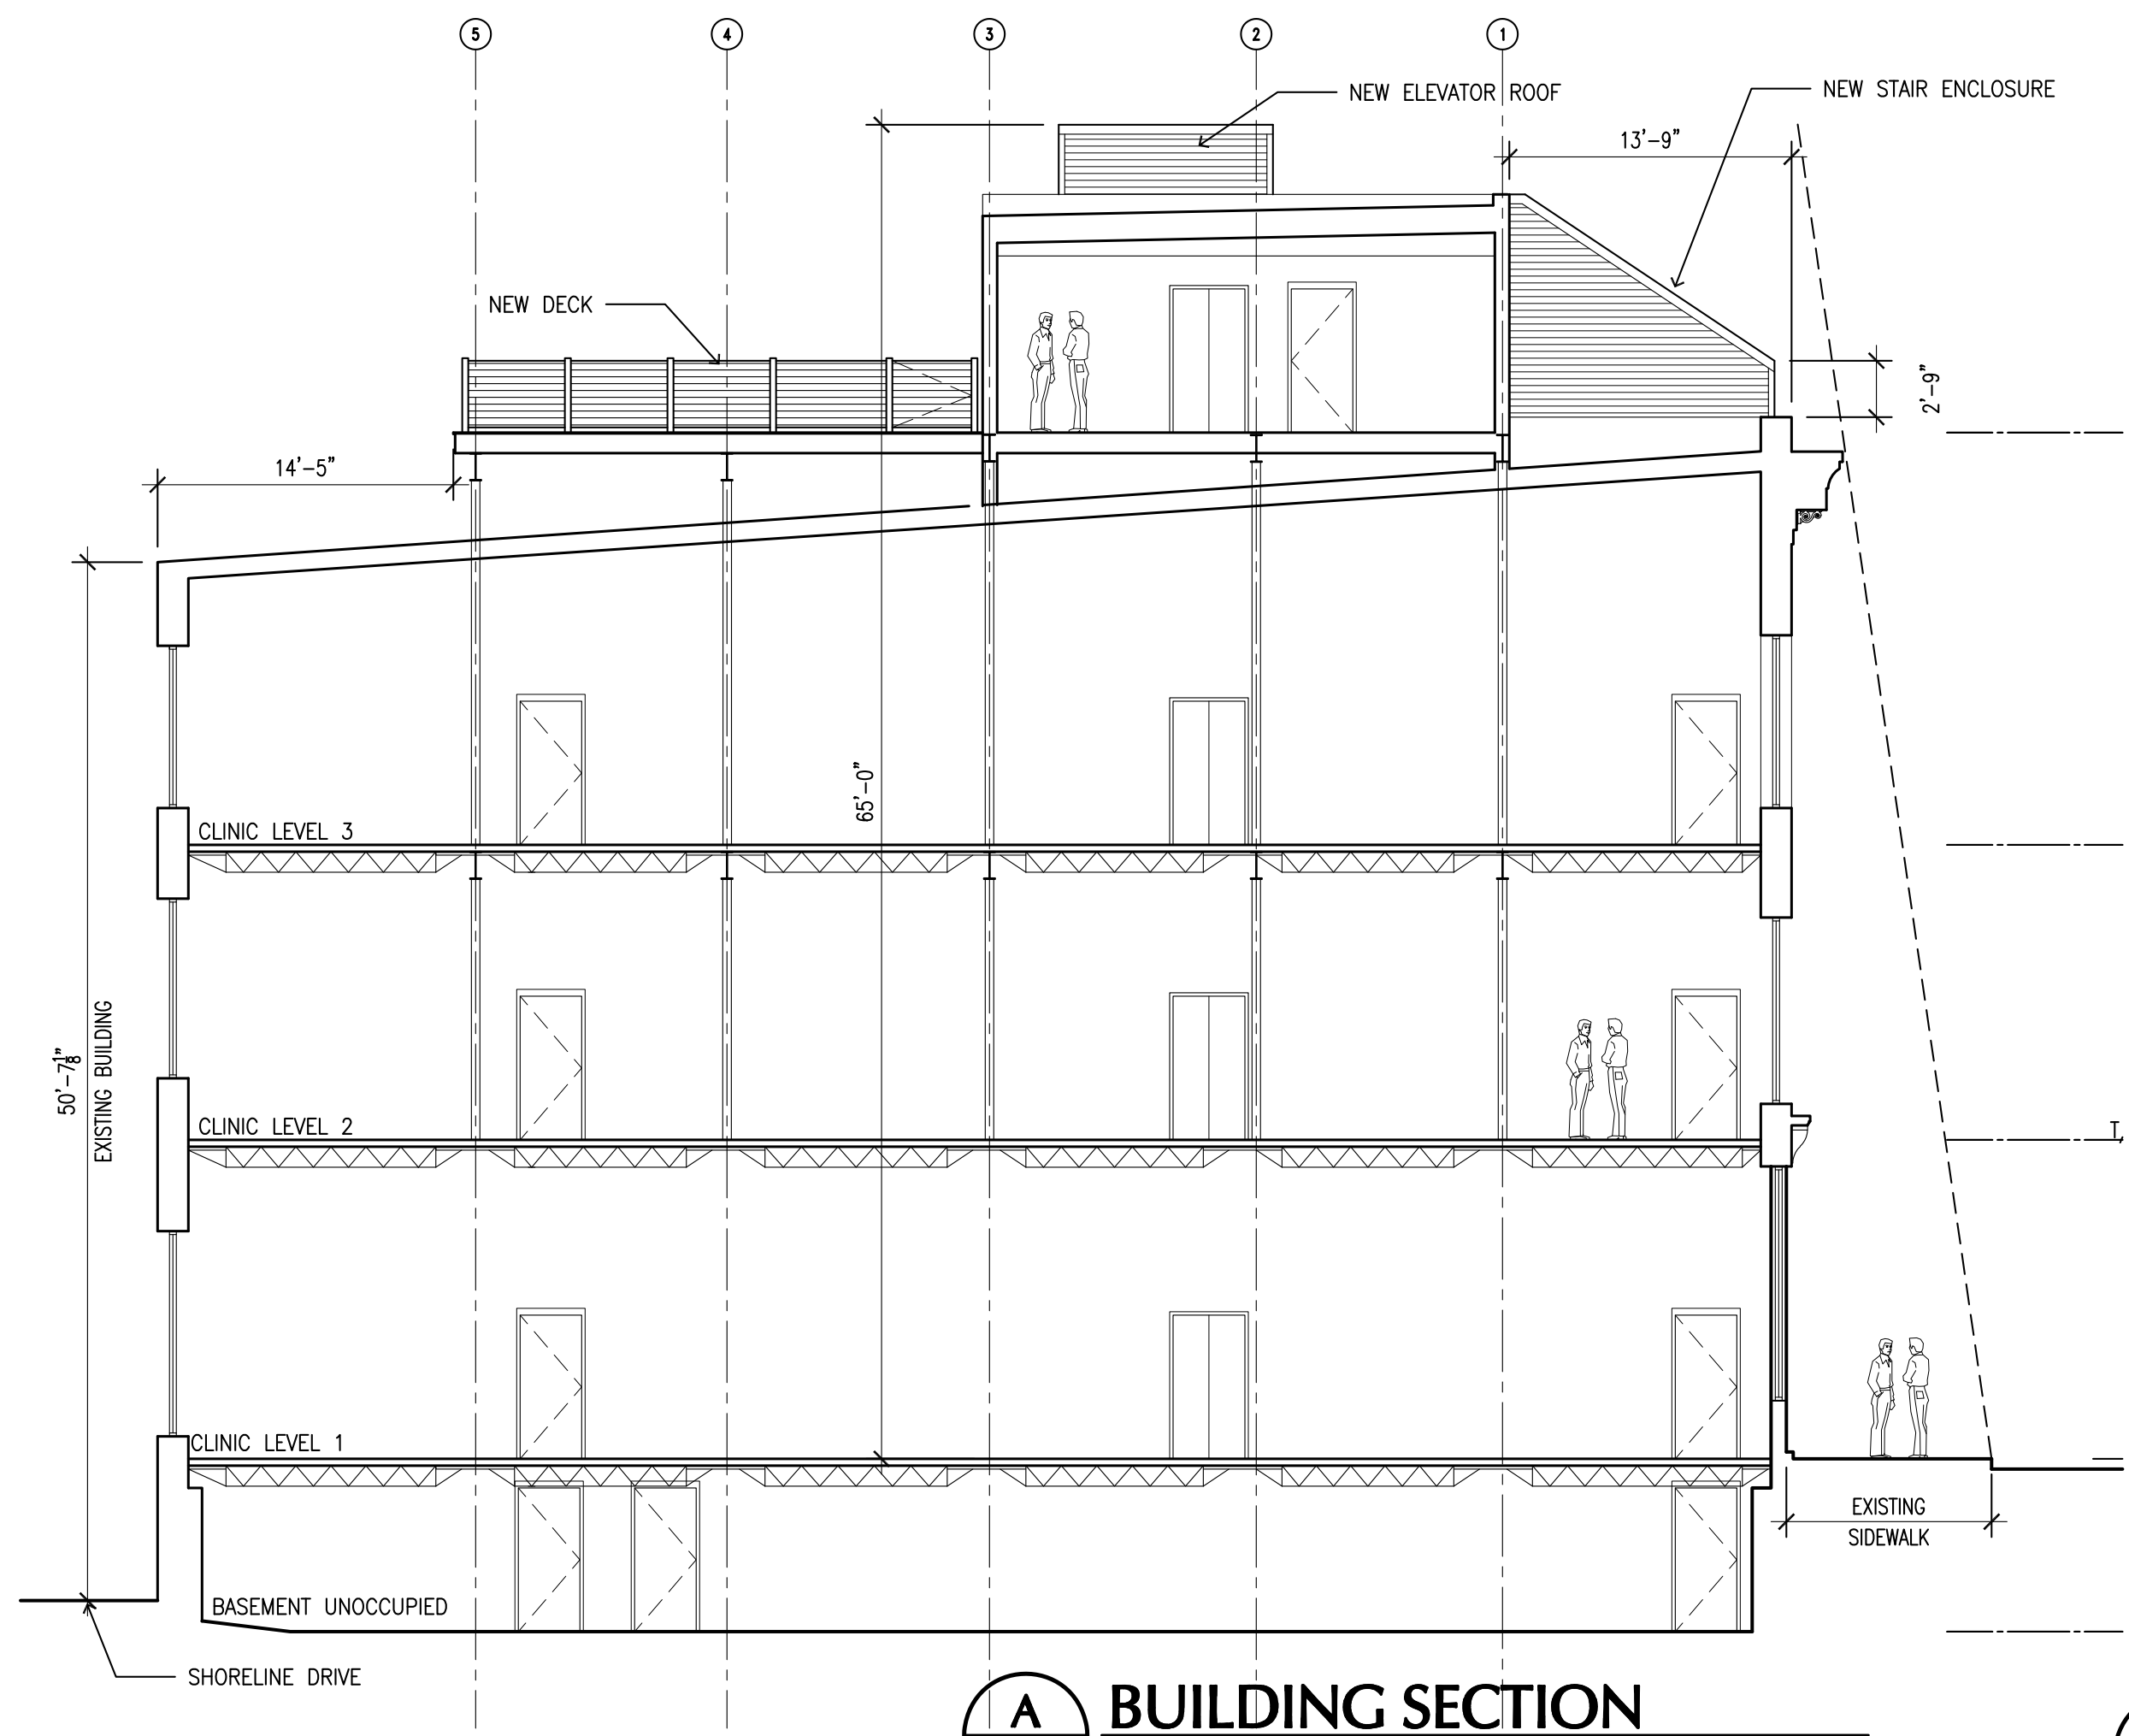 5 4 3 2 1
NEW ELEVATOR ROOF
NEW STAIR ENCLOSURE
13'-9"
NEW DECK
2'-9"
14'-5"
65'-0"
CLINIC LEVEL 3
50'-7 1/8"
EXISTING BUILDING
CLINIC LEVEL 2
T,
CLINIC LEVEL 1
EXISTING
SIDEWALK
BASEMENT UNOCCUPIED
SHORELINE DRIVE
A BUILDING SECTION